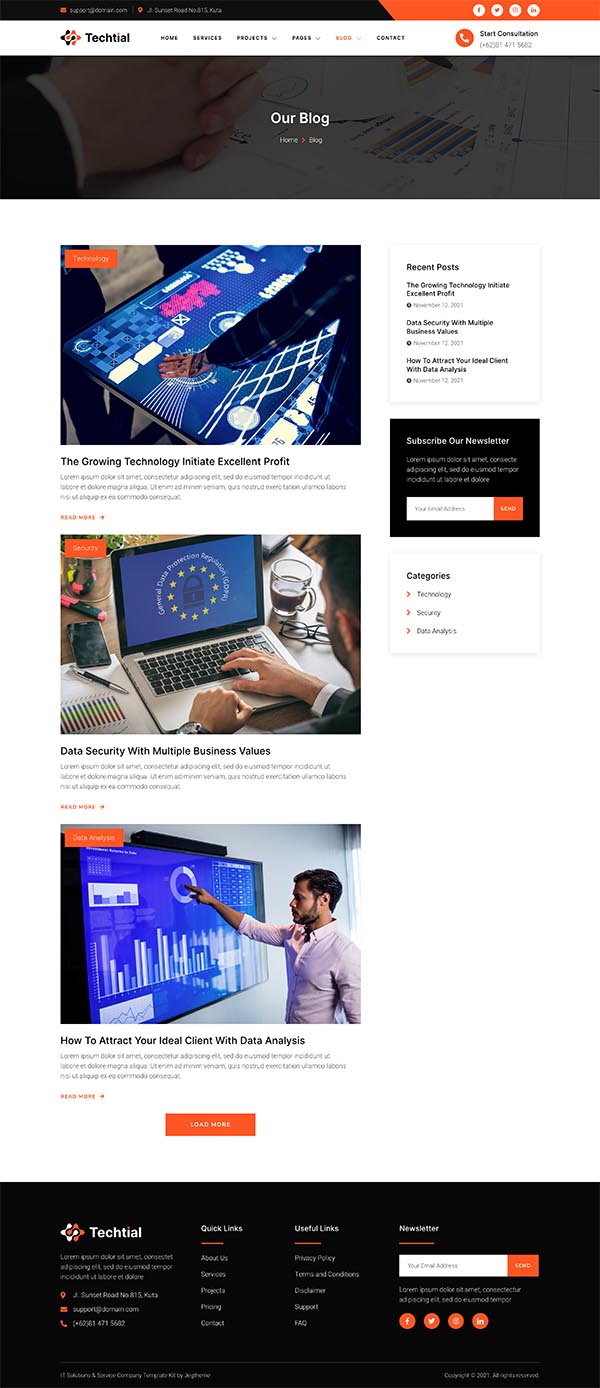 support@domain.com
Jl. Sunset Road No.815, Kuta
Techtial
HOME
SERVICES
PROJECTS
PAGES
BLOG
CONTACT
Start Consultation
(+62)81 471 5682
Our Blog
Home
Blog
Technology
The Growing Technology Initiate Excellent Profit
Lorem ipsum dolor sit amet, consectetur adipiscing elit, sed do eiusmod tempor incididunt ut
labore et dolore magna aliqua. Ut enim ad minim veniam, quis nostrud exercitation ullamco laboris
nisi ut aliquip ex ea commodo consequat.
READ MORE
Security
General Data Protection Regulation (GDPR)
Data Security With Multiple Business Values
Lorem ipsum dolor sit amet, consectetur adipiscing elit, sed do eiusmod tempor incididunt ut
labore et dolore magna aliqua. Ut enim ad minim veniam, quis nostrud exercitation ullamco laboris
nisi ut aliquip ex ea commodo consequat.
READ MORE
Data Analysis
How To Attract Your Ideal Client With Data Analysis
Lorem ipsum dolor sit amet, consectetur adipiscing elit, sed do eiusmod tempor incididunt ut
labore et dolore magna aliqua. Ut enim ad minim veniam, quis nostrud exercitation ullamco laboris
nisi ut aliquip ex ea commodo consequat.
READ MORE
LOAD MORE
Recent Posts
The Growing Technology Initiate
Excellent Profit
November 12, 2021
Data Security With Multiple
Business Values
November 12, 2021
How To Attract Your Ideal Client
With Data Analysis
November 12, 2021
Subscribe Our Newsletter
Lorem ipsum dolor sit amet, consecte
adipiscing elit, sed do eiusmod tempor
incididunt ut labore et dolore
Your Email Address
SEND
Categories
Technology
Security
Data Analysis
Techtial
Lorem ipsum dolor sit amet, consectet
adipiscing elit, sed do eiusmod tempor
incididunt ut labore et dolore
Jl. Sunset Road No.815, Kuta
support@domain.com
(+62)81 471 5682
Quick Links
About Us
Services
Projects
Pricing
Contact
Useful Links
Privacy Policy
Terms and Conditions
Disclaimer
Support
FAQ
Newsletter
Your Email Address
SEND
Lorem ipsum dolor sit amet, consectetur
adipiscing elit, sed do eiusmod tempor
IT Solutions & Service Company Template Kit by Jegtheme
Copyright © 2021. All rights reserved.